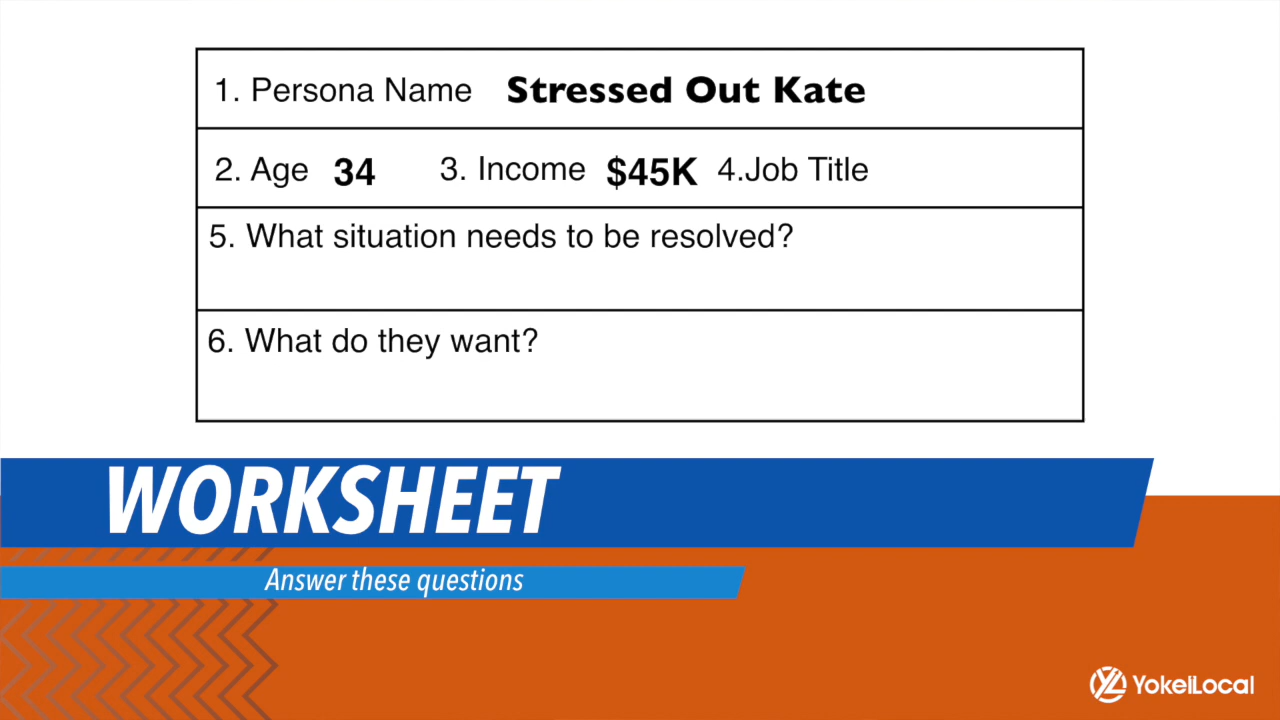 1. Persona Name Stressed Out Kate
2. Age 34 3. Income $45K 4.Job Title
5. What situation needs to be resolved?
6. What do they want?
WORKSHEET
Answer these questions
YokelLocal